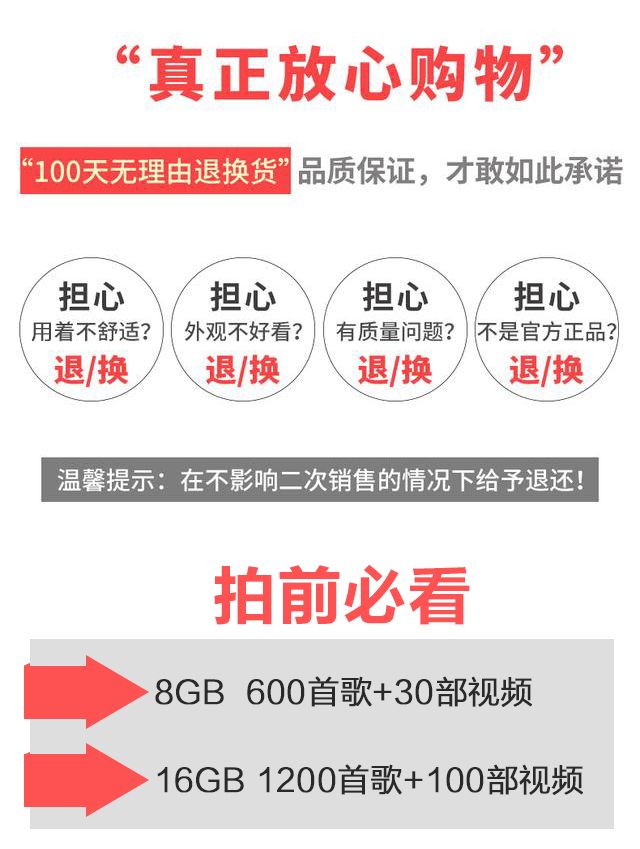 “真正放心购物”
“100天无理由退换货” 品质保证，才敢如此承诺
担心
用着不舒适?
退/换
担心
外观不好看?
退/换
担心
有质量问题?
退/换
担心
不是官方正品?
退/换
温馨提示：在不影响二次销售的情况下给予退还！
拍前必看
8GB 600首歌+30部视频
16GB 1200首歌+100部视频